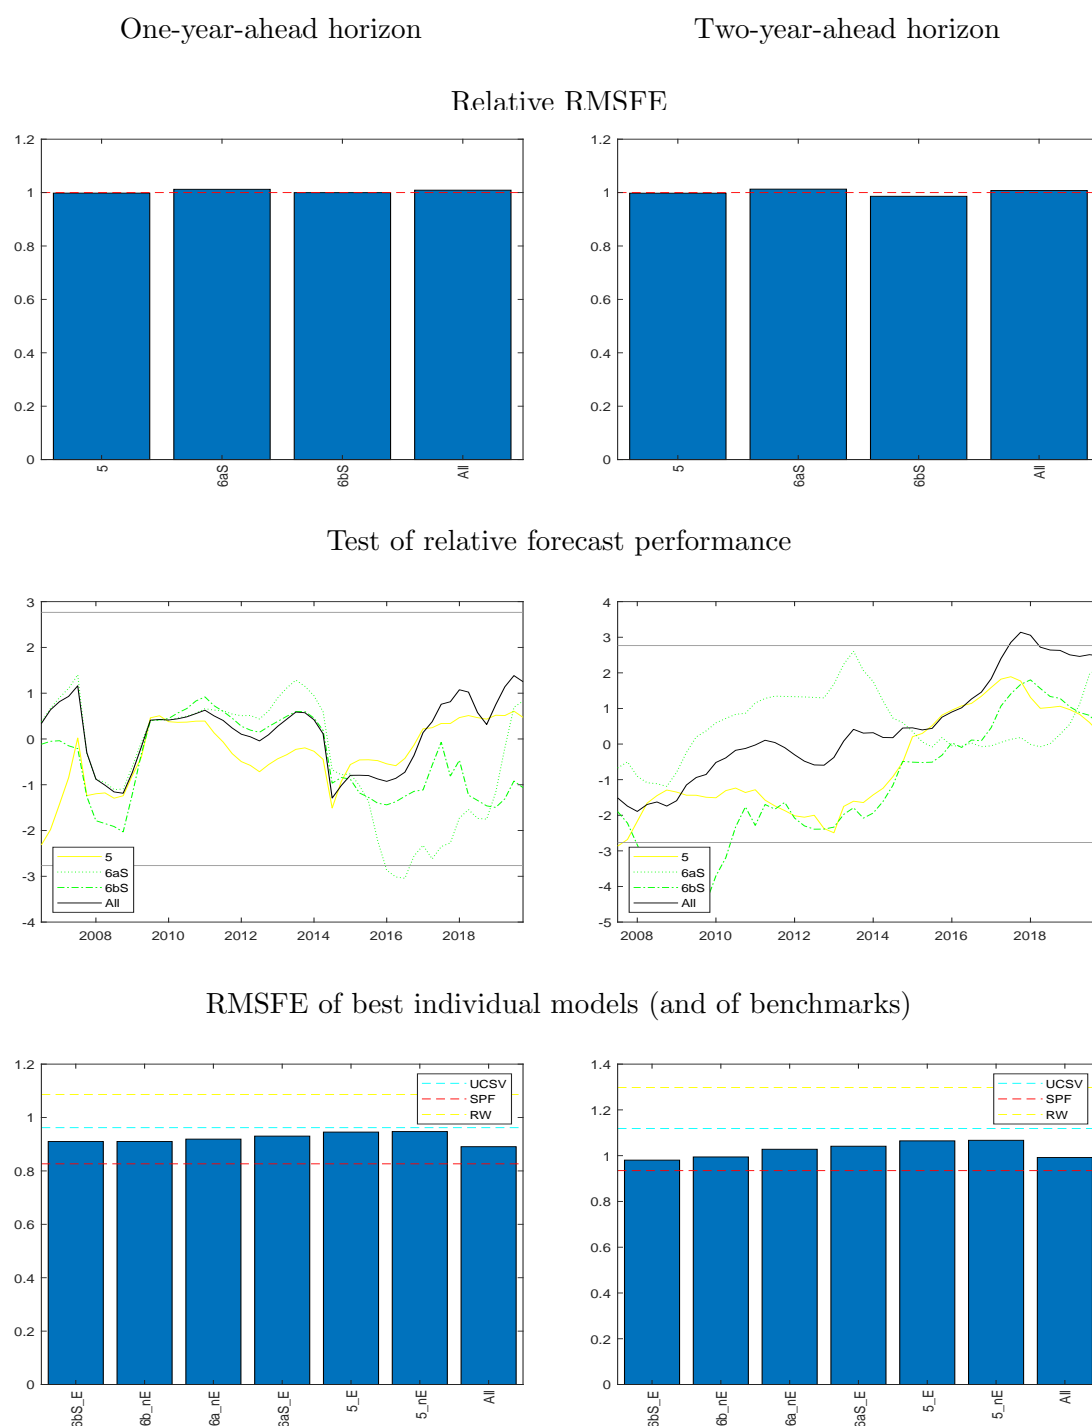 One-year-ahead horizon Two-year-ahead horizon
Relative RMSFE
1.2 1.2
1 1
0.8 0.8
0.6 0.6
0.4 0.4
0.2 0.2
0 0
5 6aS 6bS All 5 6aS 6bS All
Test of relative forecast performance
3 4
2 3
1 2
0 1
-1 0
-2 -1
-3 -2
-4 -3
-4
-5
5 5
6aS 6aS
6bS 6bS
All All
2008 2010 2012 2014 2016 2018 2008 2010 2012 2014 2016 2018
RMSFE of best individual models (and of benchmarks)
1.2 1.4
1 1.2
0.8 1
0.6 0.8
0.4 0.6
0.2 0.4
0 0.2
0
UCSV UCSV
SPF SPF
RW RW
6bS_E 6b_nE 6a_nE 6aS_E 5_E 5_nE All 6bS_E 6b_nE 6a_nE 6aS_E 5_E 5_nE All